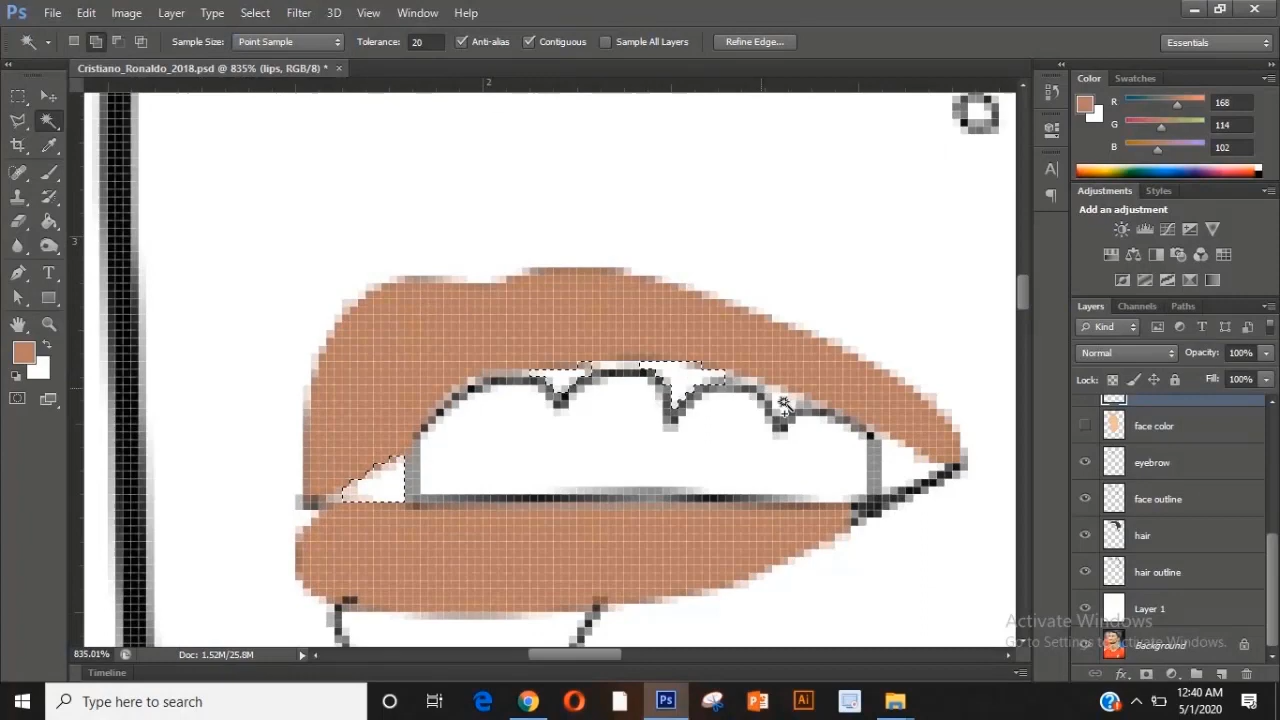 Ps File Edit Image Layer Type Select Filter 3D View Window Help
Sample Size: Point Sample Tolerance: 20 Anti-alias Contiguous Sample All Layers Refine Edge... Essentials
Cristiano_Ronaldo_2018.psd @ 835% (lips, RGB/8) * ×
2
3
Color Swatches
R 168
G 114
B 102
Adjustments Styles
Add an adjustment
Layers Channels Paths
Kind
Normal Opacity: 100%
Lock: Fill: 100%
face color
eyebrow
face outline
hair
hair outline
Layer 1
Background
Activate Windows
Go to Settings to activate Windows.
835.01% Doc: 1.52M/25.8M
Timeline
Type here to search
12:40 AM
5/1/2020